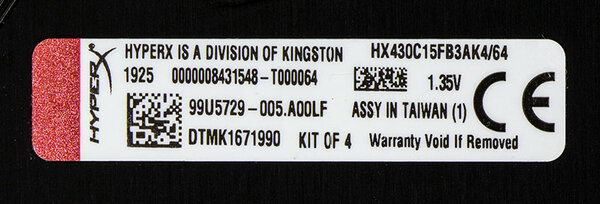 HYPERX
HYPERX IS A DIVISION OF KINGSTON HX430C15FB3AK4/64
1925 0000008431548-T000064 1.35V
99U5729-005.A00LF ASSY IN TAIWAN (1)
DTMK1671990 KIT OF 4 Warranty Void If Removed
CE